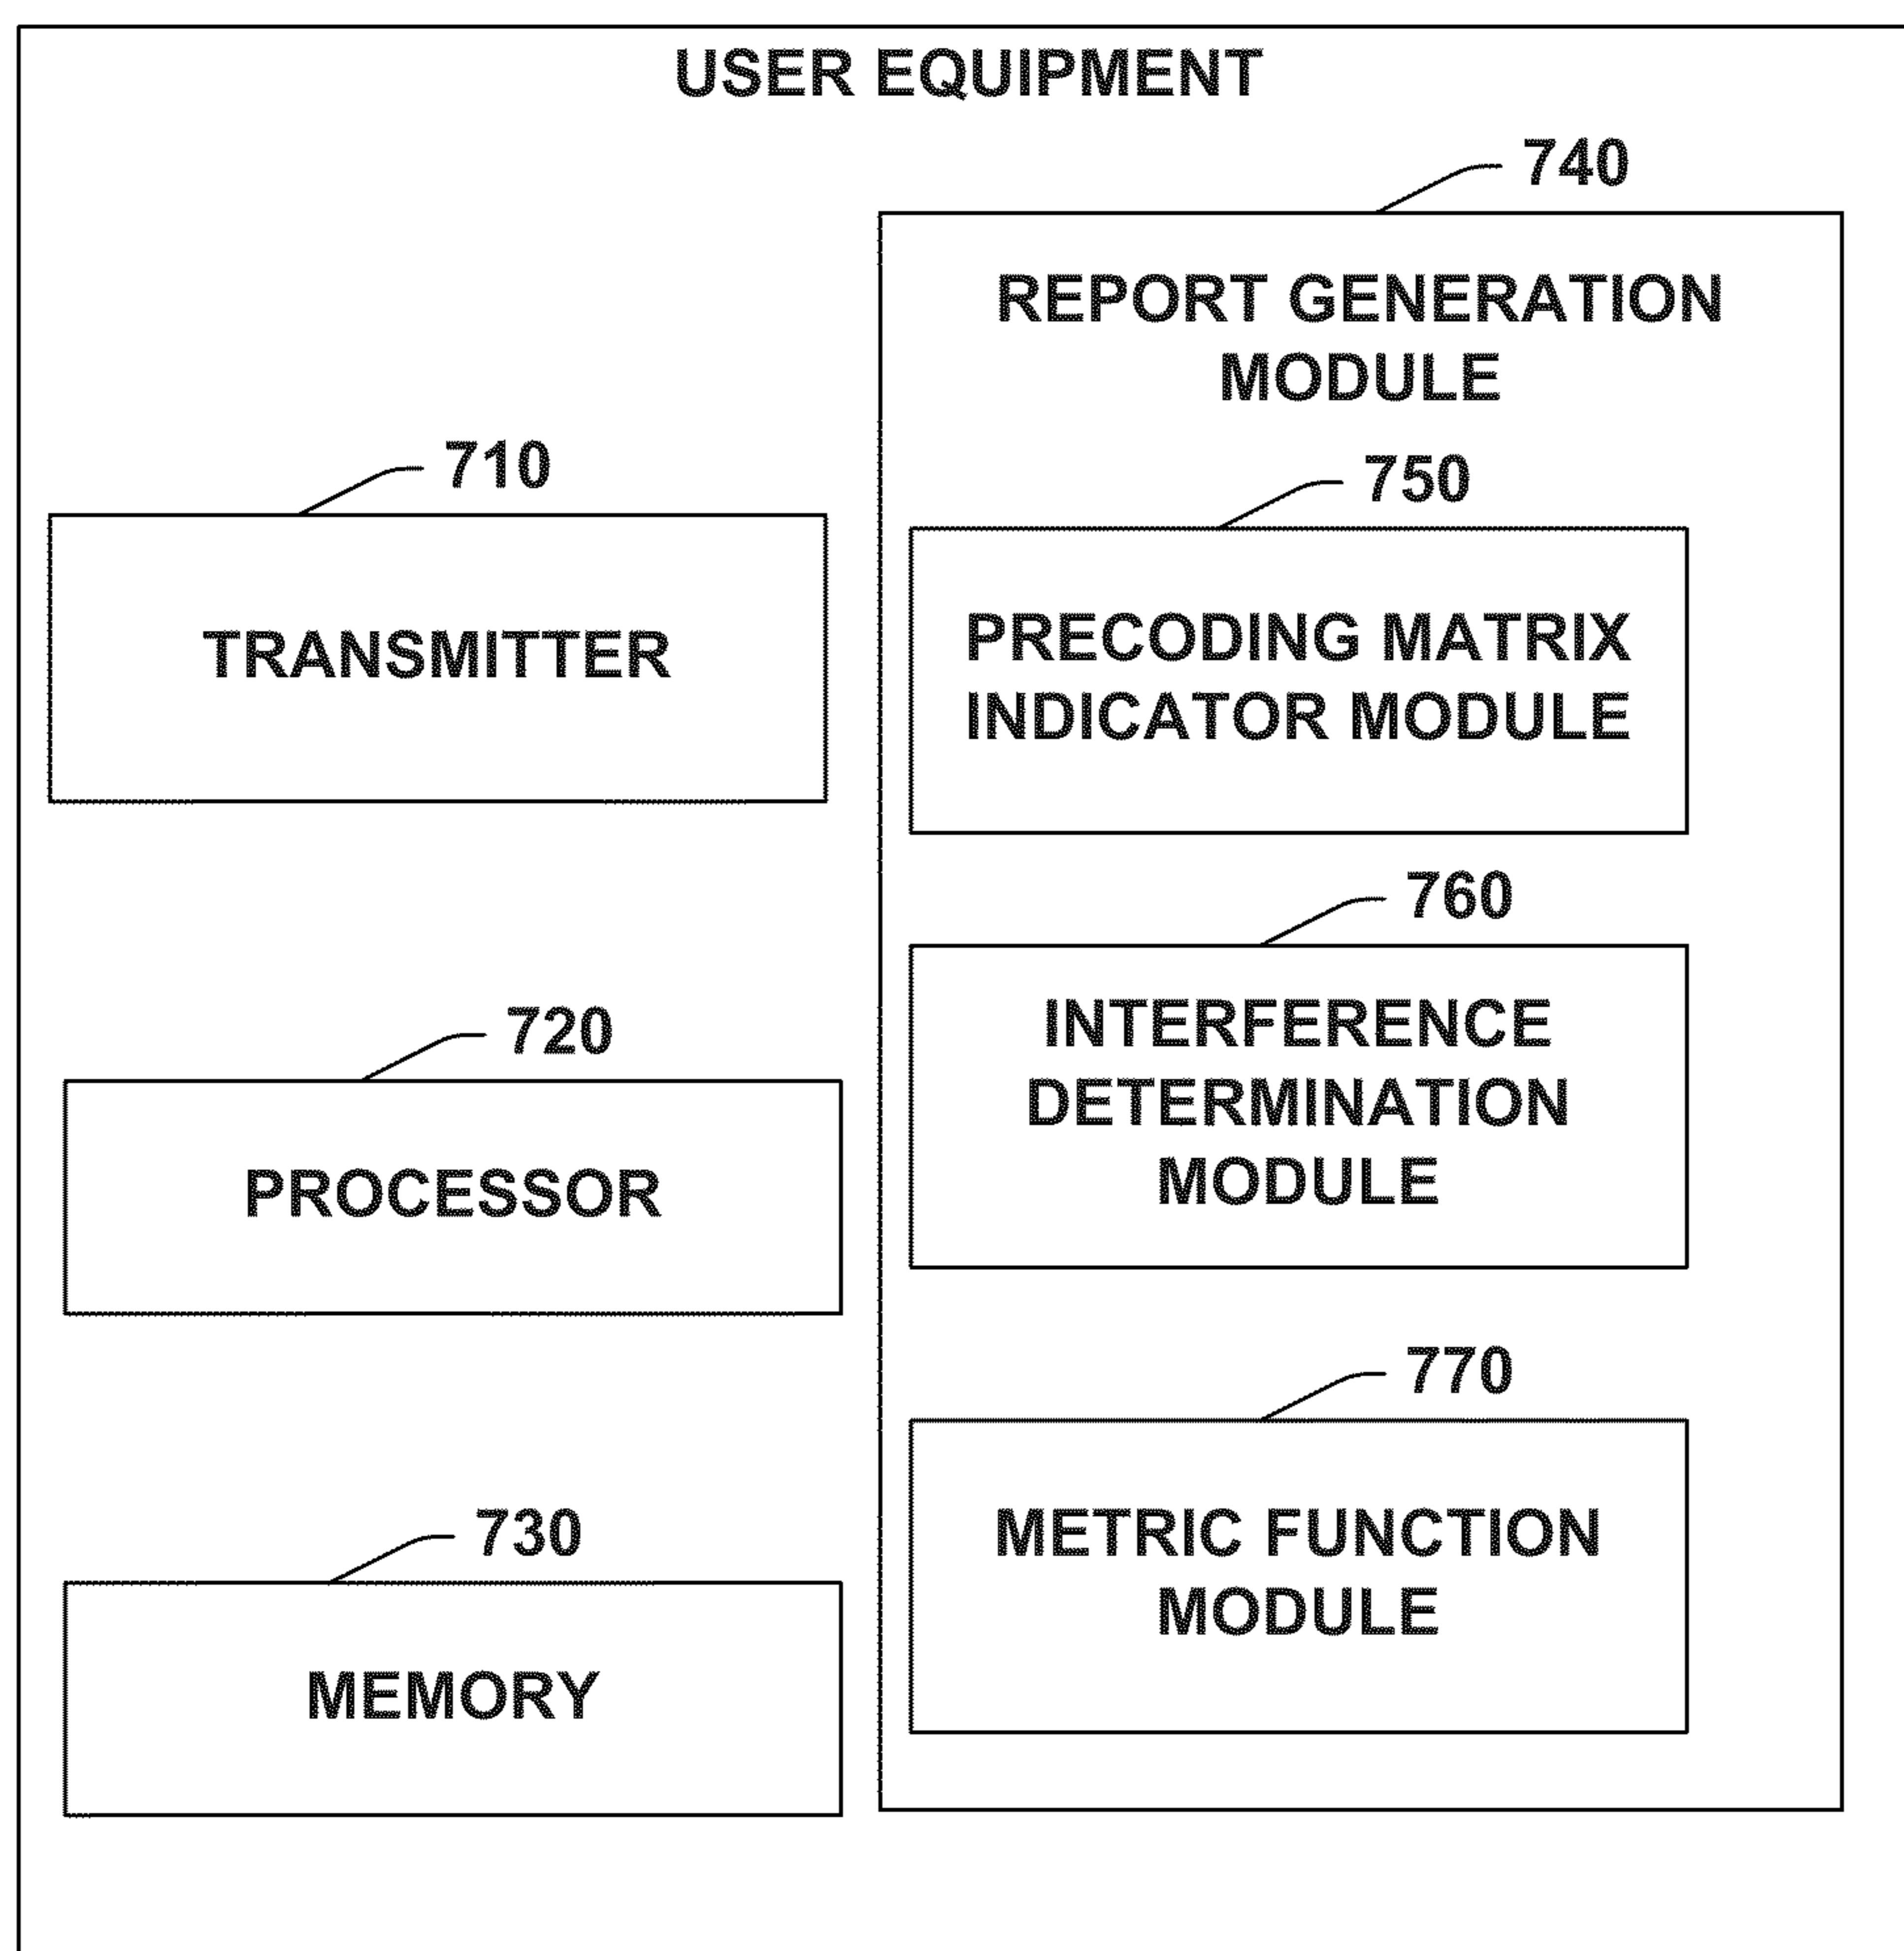 USER EQUIPMENT
740
REPORT GENERATION
MODULE
710
TRANSMITTER
750
PRECODING MATRIX
INDICATOR MODULE
760
INTERFERENCE
DETERMINATION
MODULE
720
PROCESSOR
770
METRIC FUNCTION
MODULE
730
MEMORY